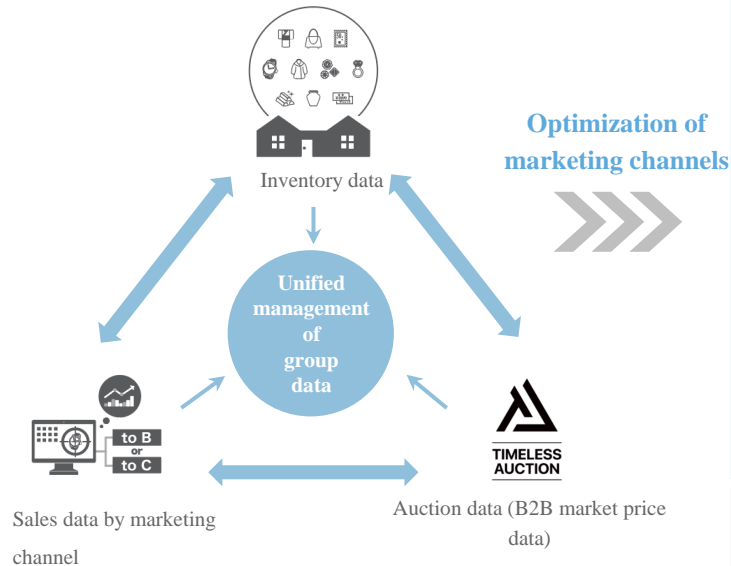 Optimization of
marketing channels
Inventory data
Unified
management
of
group
data
to B
or
to C
TIMELESS
AUCTION
Sales data by marketing
channel
Auction data (B2B market price
data)